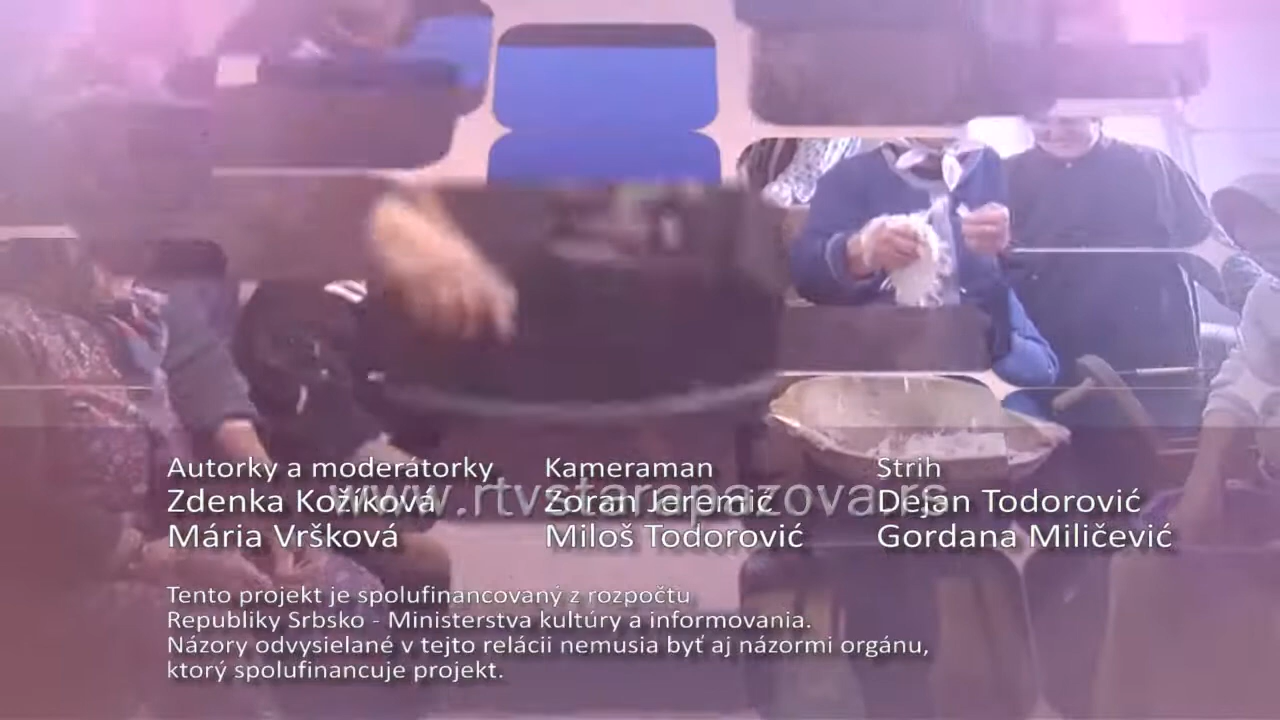 Autorky a moderátorky
Zdenka Kožíková
Mária Vršková
Kameraman
Zoran Jeremić
Miloš Todorović
Strih
Dejan Todorović
Gordana Miličević
www.rtvstarapazova.rs
Tento projekt je spolufinancovaný z rozpočtu
Republiky Srbsko - Ministerstva kultúry a informovania.
Názory odvysielané v tejto relácii nemusia byť aj názormi orgánu,
ktorý spolufinancuje projekt.